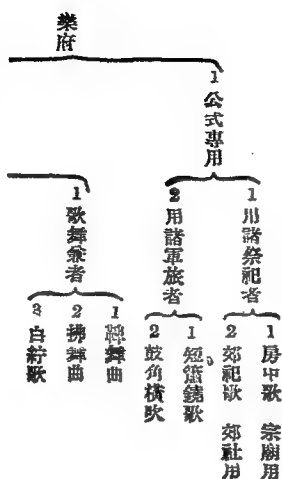 樂府
1 公式專用
1 用諸祭祀者
1 房中歌 宗廟用
2 郊祀歌 郊社用
2 用諸軍旅者
1 短簫鐃歌
2 鼓角橫吹
1 歌舞兼者
1 鞞舞曲
2 拂舞曲
3 白紵歌